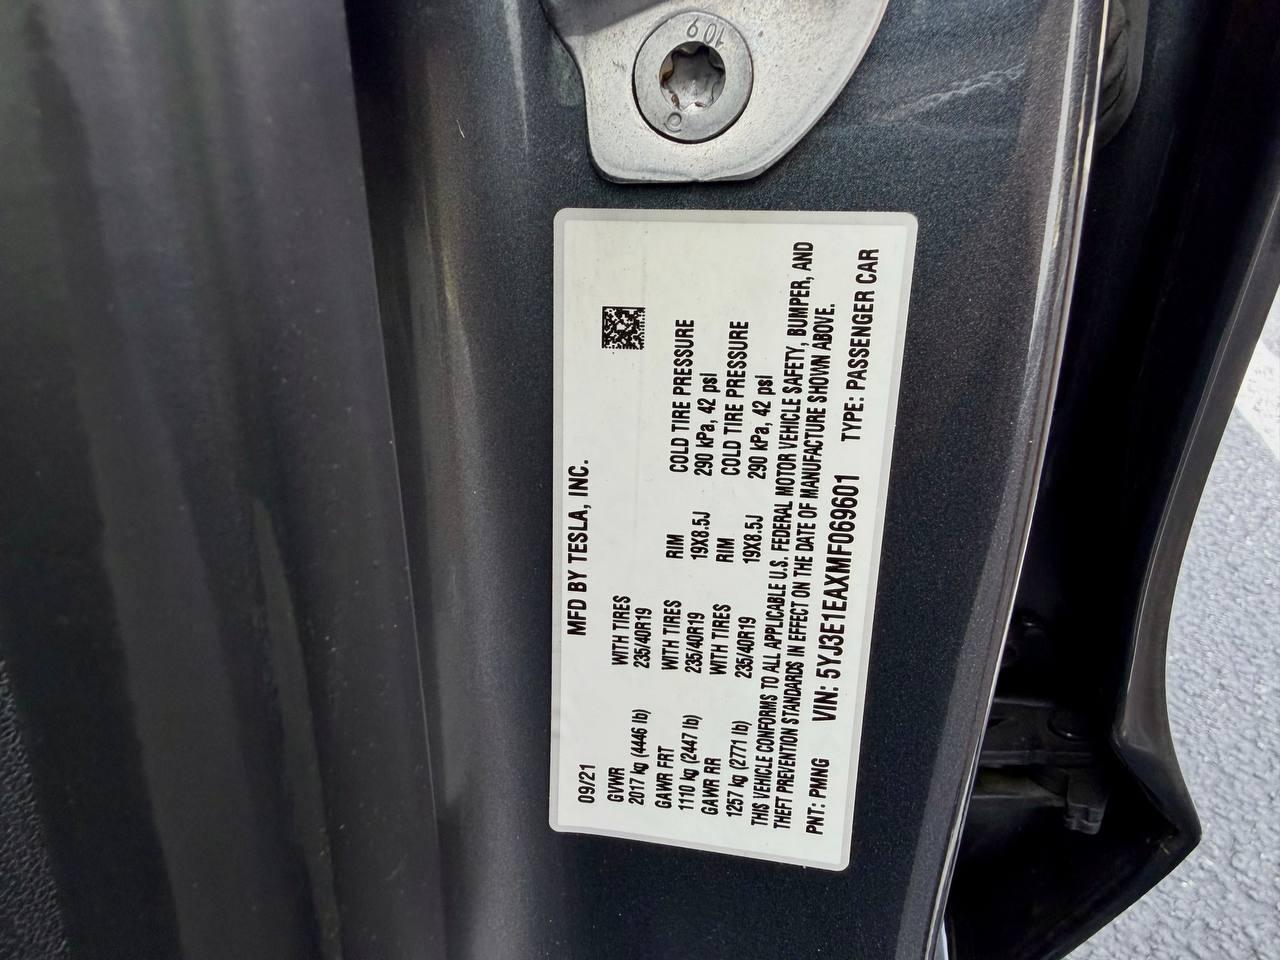 109
MFD BY TESLA, INC.
09/21
GVWR WITH TIRES
2017 kg (4446 lb) 235/40R19
GAWR FRT WITH TIRES RIM COLD TIRE PRESSURE
1110 kg (2447 lb) 235/40R19 19X8.5J 290 kPa, 42 psi
GAWR RR WITH TIRES RIM COLD TIRE PRESSURE
1257 kg (2771 lb) 235/40R19 19X8.5J 290 kPa, 42 psi
THIS VEHICLE CONFORMS TO ALL APPLICABLE U.S. FEDERAL MOTOR VEHICLE SAFETY, BUMPER, AND
THEFT PREVENTION STANDARDS IN EFFECT ON THE DATE OF MANUFACTURE SHOWN ABOVE.
PNT: PMNG VIN: 5YJ3E1EAXMF069601 TYPE: PASSENGER CAR